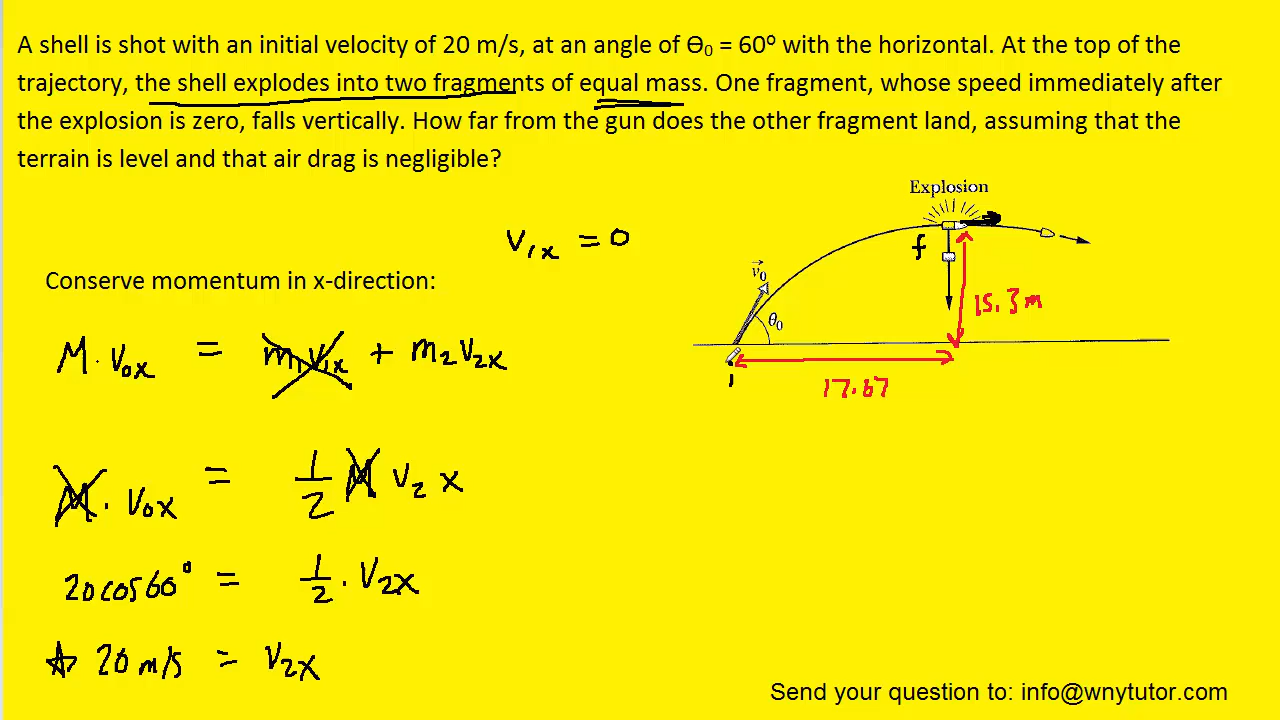 A shell is shot with an initial velocity of 20 m/s, at an angle of Ө₀ = 60º with the horizontal. At the top of the
trajectory, the shell explodes into two fragments of equal mass. One fragment, whose speed immediately after
the explosion is zero, falls vertically. How far from the gun does the other fragment land, assuming that the
terrain is level and that air drag is negligible?
Explosion
V₁ₓ = 0
f
v⃗₀
Conserve momentum in x-direction:
15.3m
θ₀
M · V₀ₓ = m₁V₁ₓ + m₂V₂ₓ
i
17.67
M · V₀ₓ = 1/2 M V₂ₓ
20 cos60° = 1/2 · V₂ₓ
☆ 20 m/s = V₂ₓ
Send your question to: info@wnytutor.com